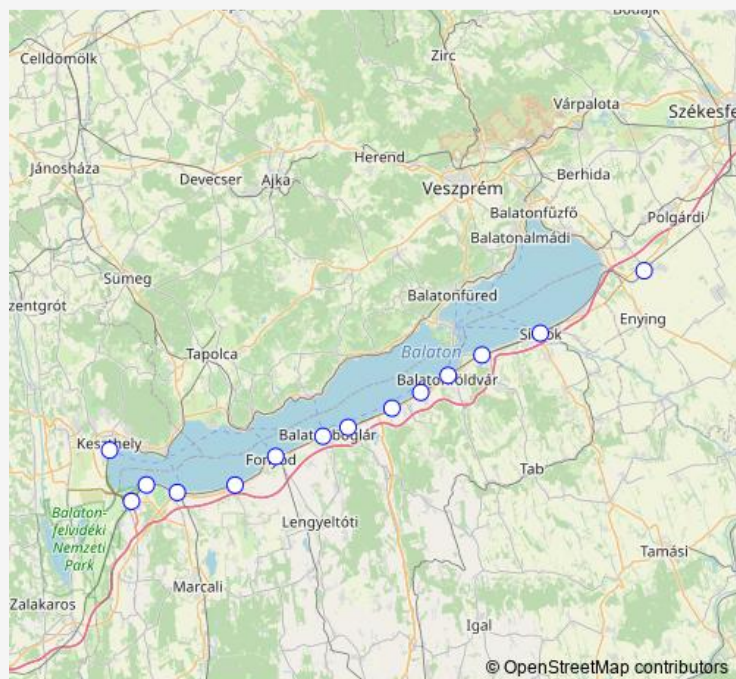 Bodajk
Celldömölk
Zirc
Várpalota
Székesfe
Jánosháza
Herend
Devecser
Ajka
Veszprém
Berhida
Balatonfűzfő
Polgárdi
Balatonalmádi
Sümeg
zentgrót
Balatonfüred
Enying
Tapolca
Balaton
Balatonföldvár
Keszthely
Balatonboglár
Fonyód
Tab
Balaton-
felvidéki
Nemzeti
Park
Lengyeltóti
Tamási
Marcali
Zalakaros
Igal
© OpenStreetMap contributors